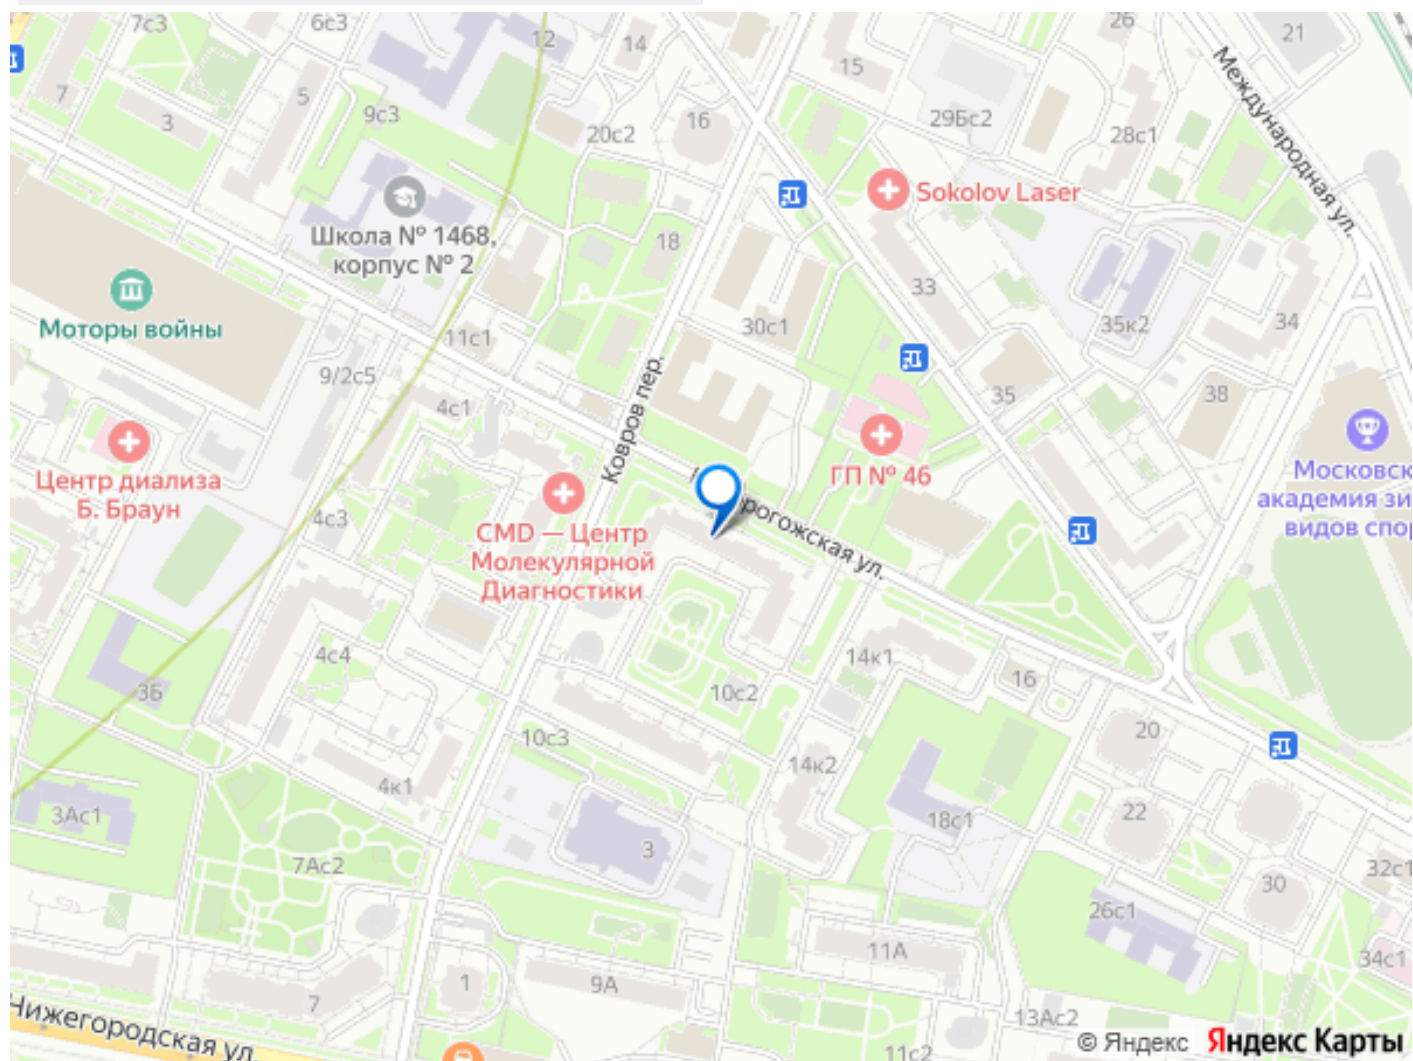 7с3
6с3
12
14
26
21
15
7
5
3
9с3
20с2
16
29Бс2
28с1
Международная ул.
Sokolov Laser
Школа № 1468,
корпус № 2
18
33
Моторы войны
11с1
30с1
35к2
34
9/2с5
4с1
Ковров пер.
35
38
Центр диализа
Б. Браун
ГП № 46
Московск
академия зи
видов спор
4с3
CMD — Центр
Молекулярной
Диагностики
рогожская ул.
4с4
14к1
16
3Б
10с2
20
10с3
14к2
4к1
22
3Ас1
18с1
3
7Ас2
32с1
30
26с1
11А
34с1
1
9А
7
13Ас2
Нижегородская ул.
11с2
© Яндекс Яндекс Карты